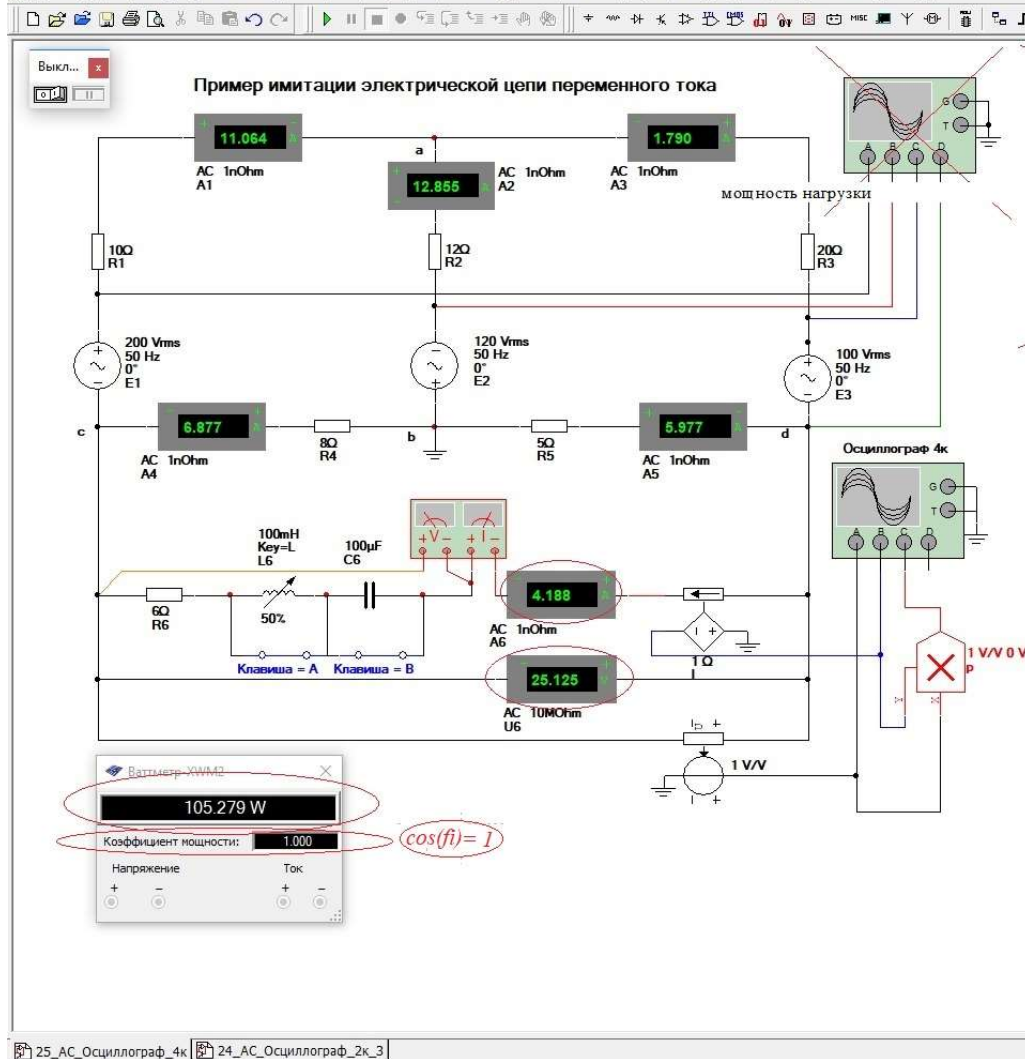 MISC
Выкл...
Пример имитации электрической цепи переменного тока
11.064 A
AC 1nOhm
A1
a
12.855 A
AC 1nOhm
A2
1.790 A
AC 1nOhm
A3
G
T
A B C D
мощность нагрузки
10Ω
R1
12Ω
R2
20Ω
R3
200 Vrms
50 Hz
0°
E1
120 Vrms
50 Hz
0°
E2
100 Vrms
50 Hz
0°
E3
c
6.877 A
AC 1nOhm
A4
8Ω
R4
b
5Ω
R5
5.977 A
AC 1nOhm
A5
d
Осциллограф 4к
G
T
A B C D
100mH
Key=L
L6
50%
100µF
C6
V I
6Ω
R6
4.188 A
AC 1nOhm
A6
Клавиша = A
Клавиша = B
1 Ω
I
25.125 V
AC 10MOhm
U6
1 V/V 0 V
P
Y X
1 V/V
Ваттметр-XWM2
105.279 W
Коэффициент мощности: 1.000
cos(fi)= 1
Напряжение Ток
+ − + −
25_AC_Осциллограф_4к
24_AC_Осциллограф_2к_3